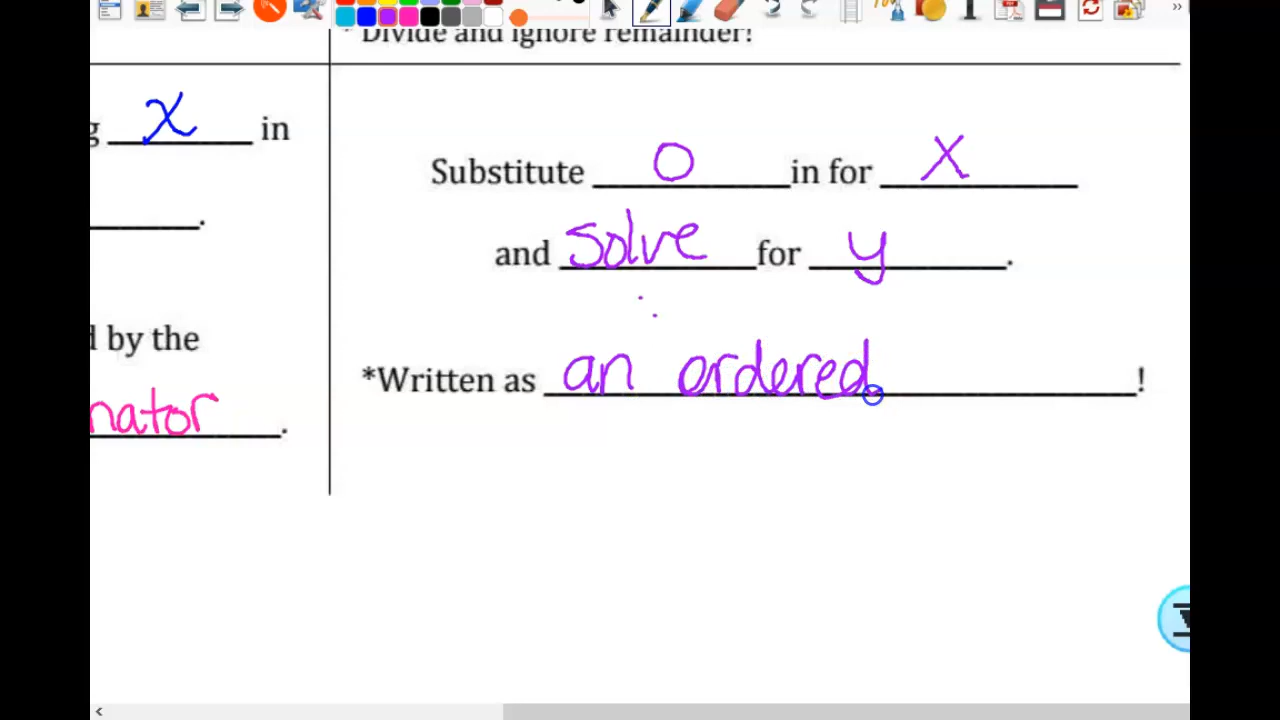 * Divide and ignore remainder!
g x in
.
d by the
nator.
Substitute 0 in for x
and solve for y.
*Written as an ordered !